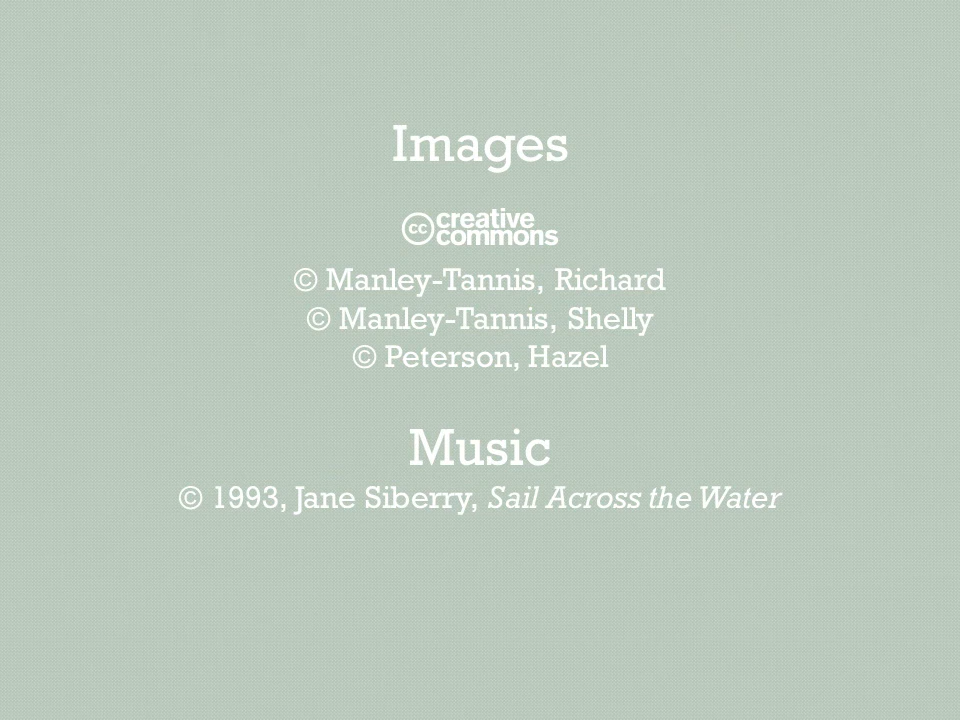 Images
cc creative
commons
© Manley-Tannis, Richard
© Manley-Tannis, Shelly
© Peterson, Hazel
Music
© 1993, Jane Siberry, Sail Across the Water